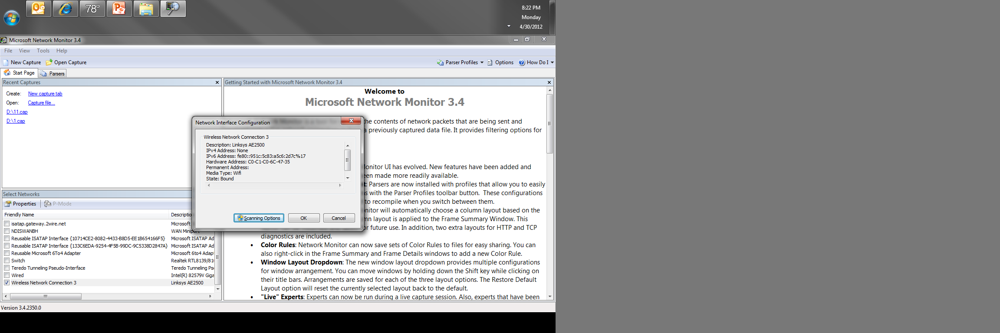 78°
8:22 PM
Monday
4/30/2012
Microsoft Network Monitor 3.4
File View Tools Help
New Capture Open Capture Parser Profiles Options How Do I
Start Page Parsers
Recent Captures
Create: New capture tab
Open: Capture file...
D:\11.cap
D:\1.cap
Select Networks
Properties P-Mode
Friendly Name
isatap.gateway.2wire.net Microsoft
NDISWANBH WAN Miniport
Reusable ISATAP Interface {10714CE2-8082-4433-B8D5-EE1B654166F5} Microsoft ISATAP Ad
Reusable ISATAP Interface {133C6EDA-9254-4F5B-99DC-9C5338D2847A} Microsoft ISATAP Ad
Reusable Microsoft 6To4 Adapter Microsoft 6to4 Adapt
Switch Realtek RTL8139/810
Teredo Tunneling Pseudo-Interface Teredo Tunneling Ps
Wired Intel(R) 82579V Giga
Wireless Network Connection 3 Linksys AE2500
Version 3.4.2350.0
Network Interface Configuration
Wireless Network Connection 3
Description: Linksys AE2500
IPv4 Address: None
IPv6 Address: fe80::951c:5c83:a5c6:2d7c%17
Hardware Address: C0-C1-C0-6C-47-35
Permanent Address:
Media Type: Wifi
State: Bound
Scanning Options OK Cancel
Getting Started with Microsoft Network Monitor 3.4
Welcome to
Microsoft Network Monitor 3.4
the contents of network packets that are being sent and
a previously captured data file. It provides filtering options for
onitor UI has evolved. New features have been added and
en made more readily available.
t: Parsers are now installed with profiles that allow you to easily
s with the Parser Profiles toolbar button. These configurations
to recompile when you switch between them.
nitor will automatically choose a column layout based on the
mn layout is applied to the Frame Summary Window. This
or future use. In addition, two extra layouts for HTTP and TCP
diagnostics are included.
• Color Rules: Network Monitor can now save sets of Color Rules to files for easy sharing. You can
also right-click in the Frame Summary and Frame Details windows to add a new Color Rule.
• Window Layout Dropdown: The new window layout dropdown provides multiple configurations
for window arrangement. You can move windows by holding down the Shift key while clicking on
their title bars. Arrangements are saved for each of the three layout options. The Restore Default
Layout option will reset the currently selected layout back to the default.
• "Live" Experts: Experts can now be run during a live capture session. Also, experts that have been